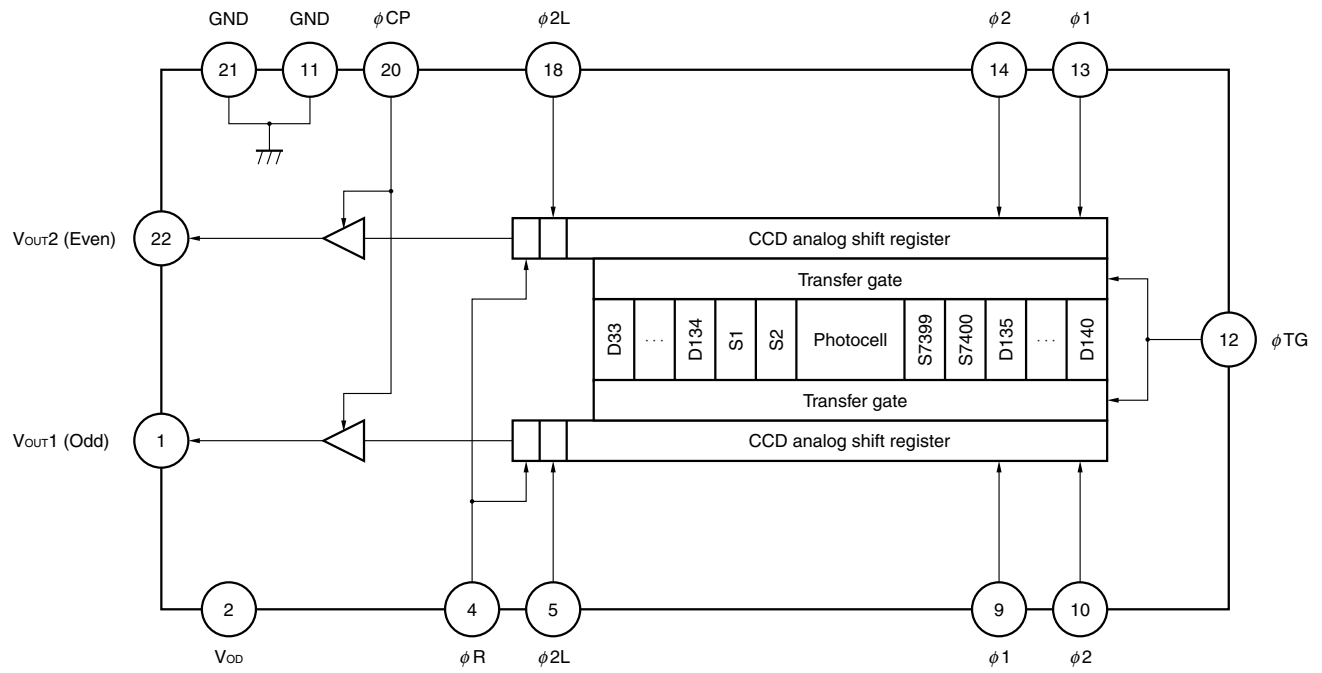 GND GND φCP φ2L φ2 φ1
21 11 20 18 14 13
VOUT2 (Even) 22 CCD analog shift register
Transfer gate
D33 ··· D134 S1 S2 Photocell S7399 S7400 D135 ··· D140
12 φTG
Transfer gate
VOUT1 (Odd) 1 CCD analog shift register
2 4 5 9 10
VOD φR φ2L φ1 φ2